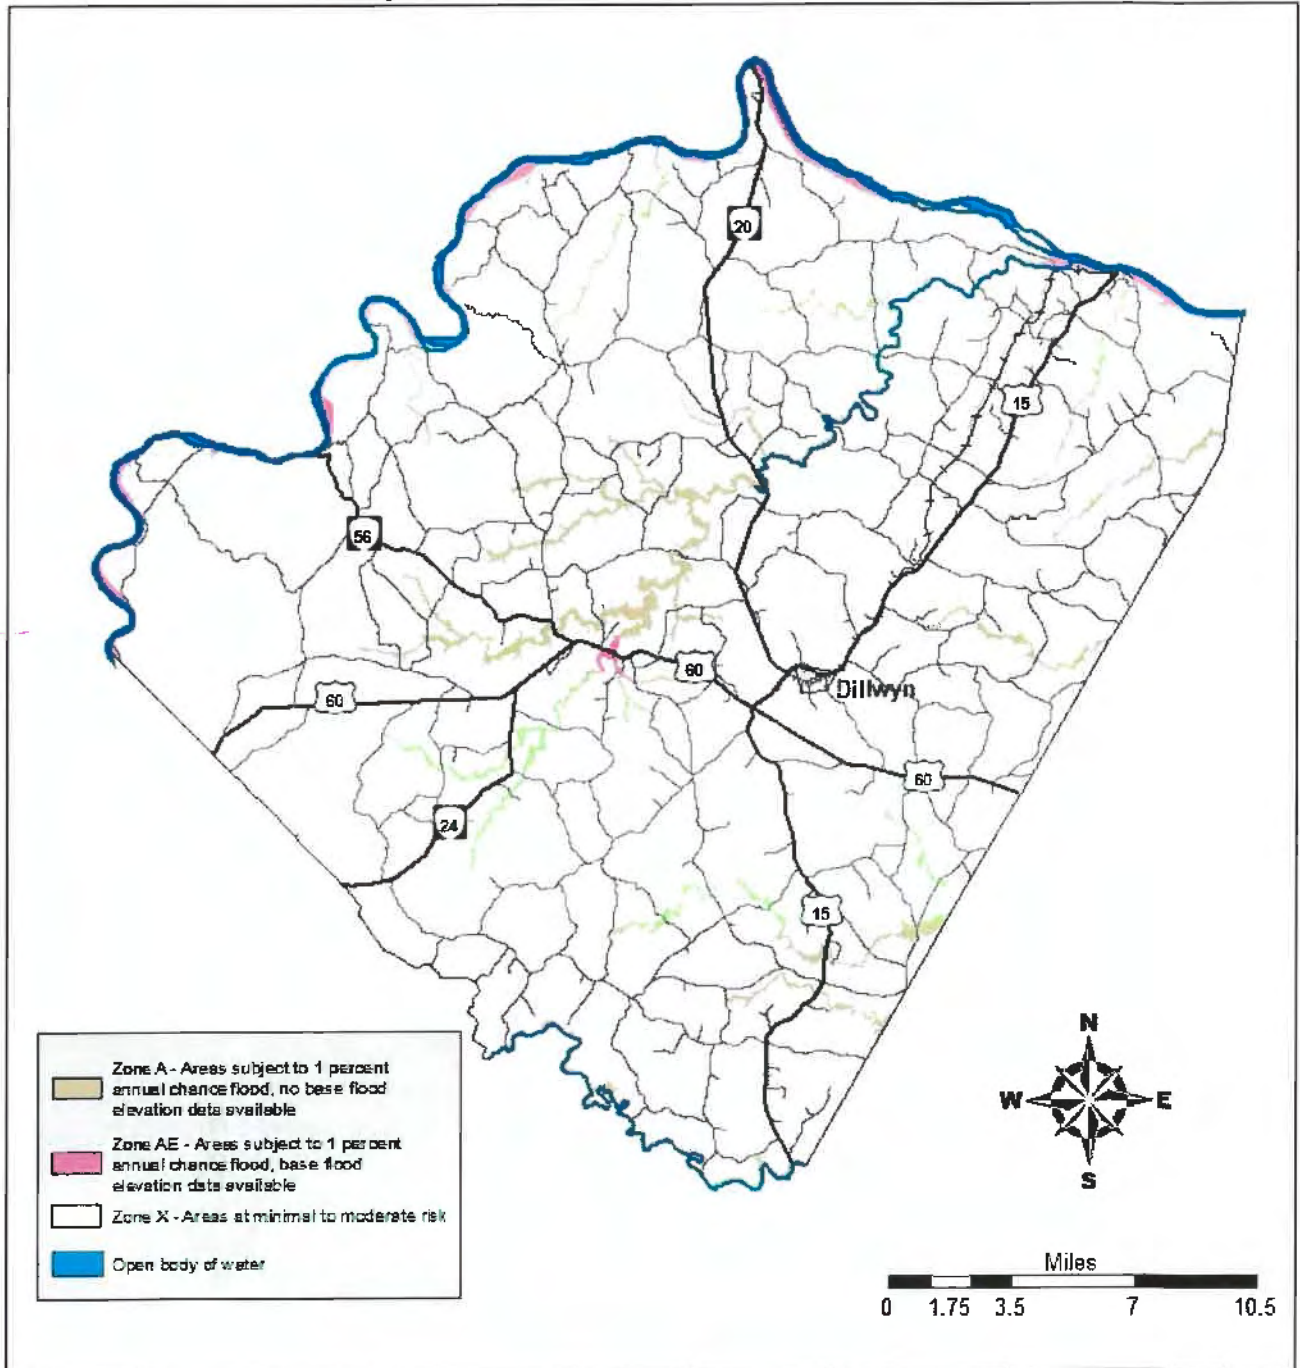 20
15
56
60
Dillwyn
60
60
24
15
Zone A - Areas subject to 1 percent
annual chance flood, no base flood
elevation data available
Zone AE - Areas subject to 1 percent
annual chance flood, base flood
elevation data available
Zone X - Areas at minimal to moderate risk
Open body of water
N
W E
S
Miles
0 1.75 3.5 7 10.5